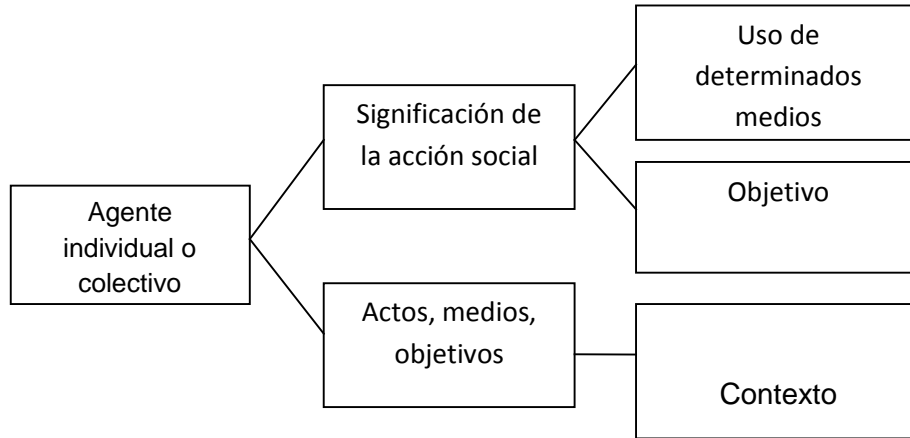 Agente
individual o
colectivo
Significación de
la acción social
Actos, medios,
objetivos
Uso de
determinados
medios
Objetivo
Contexto